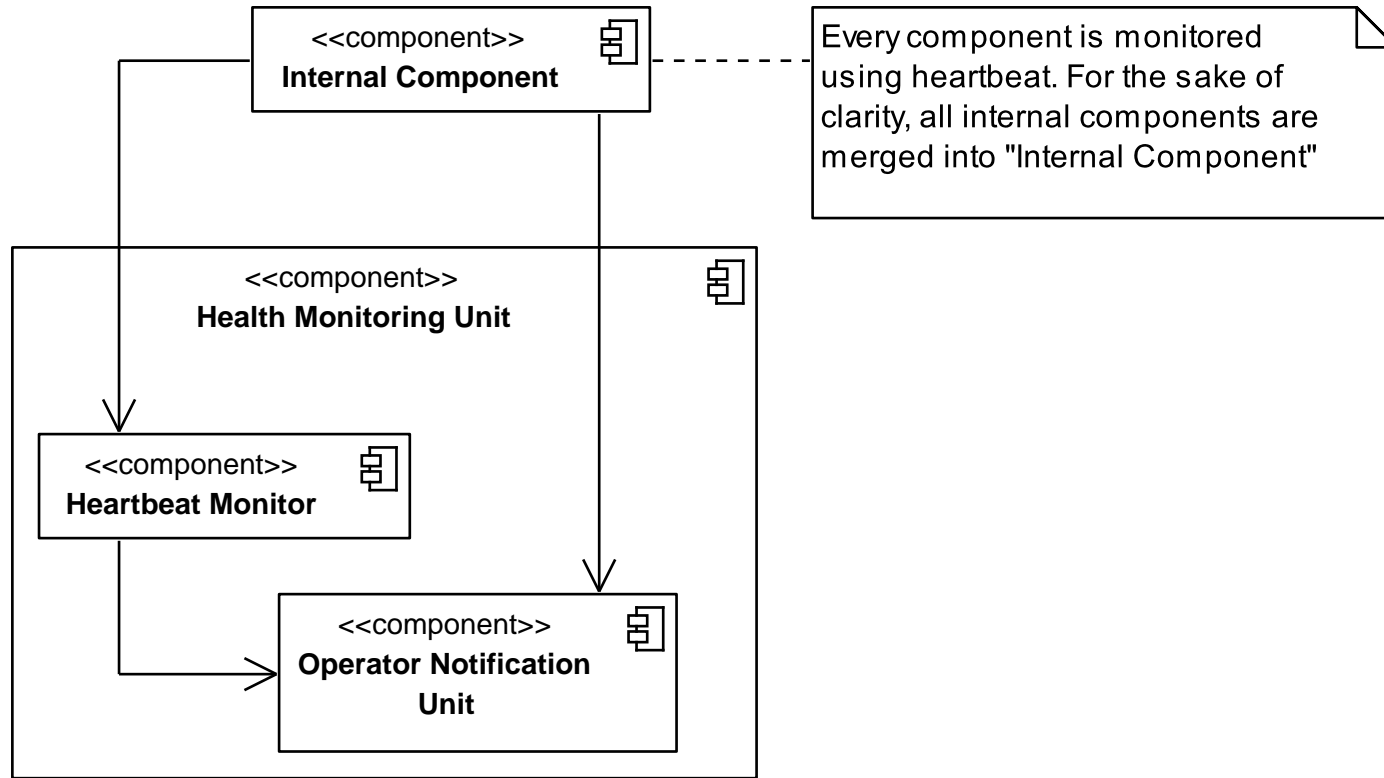 <<component>>
Internal Component
Every component is monitored
using heartbeat. For the sake of
clarity, all internal components are
merged into "Internal Component"
<<component>>
Health Monitoring Unit
<<component>>
Heartbeat Monitor
<<component>>
Operator Notification
Unit